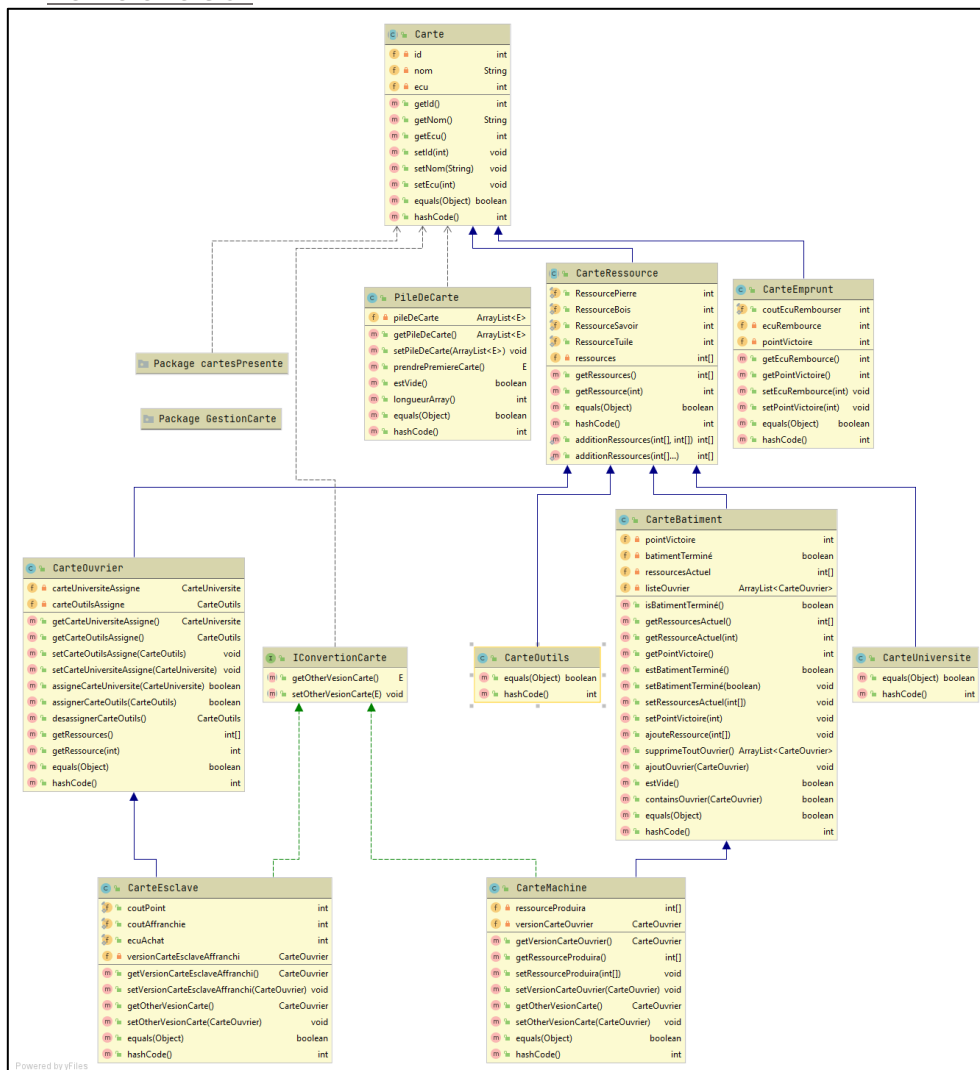 Carte
id int
nom String
ecu int
getId() int
getNom() String
getEcu() int
setId(int) void
setNom(String) void
setEcu(int) void
equals(Object) boolean
hashCode() int
CarteRessource
RessourcePierre int
RessourceBois int
RessourceSavoir int
RessourceTuile int
ressources int[]
getRessources() int[]
getRessource(int) int
equals(Object) boolean
hashCode() int
additionRessources(int[], int[]) int[]
additionRessources(int[]...) int[]
CarteEmprunt
coutEcuRembourser int
ecuRembource int
pointVictoire int
getEcuRembource() int
getPointVictoire() int
setEcuRembource(int) void
setPointVictoire(int) void
equals(Object) boolean
hashCode() int
PileDeCarte
pileDeCarte ArrayList<E>
getPileDeCarte() ArrayList<E>
setPileDeCarte(ArrayList<E>) void
prendrePremiereCarte() E
estVide() boolean
longueurArray() int
equals(Object) boolean
hashCode() int
Package cartesPresente
Package GestionCarte
CarteBatiment
pointVictoire int
batimentTerminé boolean
ressourcesActuel int[]
listeOuvrier ArrayList<CarteOuvrier>
isBatimentTerminé() boolean
getRessourcesActuel() int[]
getRessourceActuel(int) int
getPointVictoire() int
estBatimentTerminé() boolean
setBatimentTerminé(boolean) void
setRessourcesActuel(int[]) void
setPointVictoire(int) void
ajouteRessource(int[]) void
supprimeToutOuvrier() ArrayList<CarteOuvrier>
ajoutOuvrier(CarteOuvrier) void
estVide() boolean
containsOuvrier(CarteOuvrier) boolean
equals(Object) boolean
hashCode() int
CarteOuvrier
carteUniversiteAssigne CarteUniversite
carteOutilsAssigne CarteOutils
getCarteUniversiteAssigne() CarteUniversite
getCarteOutilsAssigne() CarteOutils
setCarteOutilsAssigne(CarteOutils) void
setCarteUniversiteAssigne(CarteUniversite) void
assigneCarteUniversite(CarteUniversite) boolean
assignerCarteOutils(CarteOutils) boolean
desassignerCarteOutils() CarteOutils
getRessources() int[]
getRessource(int) int
equals(Object) boolean
hashCode() int
IConvertionCarte
getOtherVesionCarte() E
setOtherVesionCarte(E) void
CarteOutils
equals(Object) boolean
hashCode() int
CarteUniversite
equals(Object) boolean
hashCode() int
CarteEsclave
coutPoint int
coutAffranchie int
ecuAchat int
versionCarteEsclaveAffranchi CarteOuvrier
getVersionCarteEsclaveAffranchi() CarteOuvrier
setVersionCarteEsclaveAffranchi(CarteOuvrier) void
getOtherVesionCarte() CarteOuvrier
setOtherVesionCarte(CarteOuvrier) void
equals(Object) boolean
hashCode() int
CarteMachine
ressourceProduira int[]
versionCarteOuvrier CarteOuvrier
getVersionCarteOuvrier() CarteOuvrier
getRessourceProduira() int[]
setRessourceProduira(int[]) void
setVersionCarteOuvrier(CarteOuvrier) void
getOtherVesionCarte() CarteOuvrier
setOtherVesionCarte(CarteOuvrier) void
equals(Object) boolean
hashCode() int
Powered by yFiles